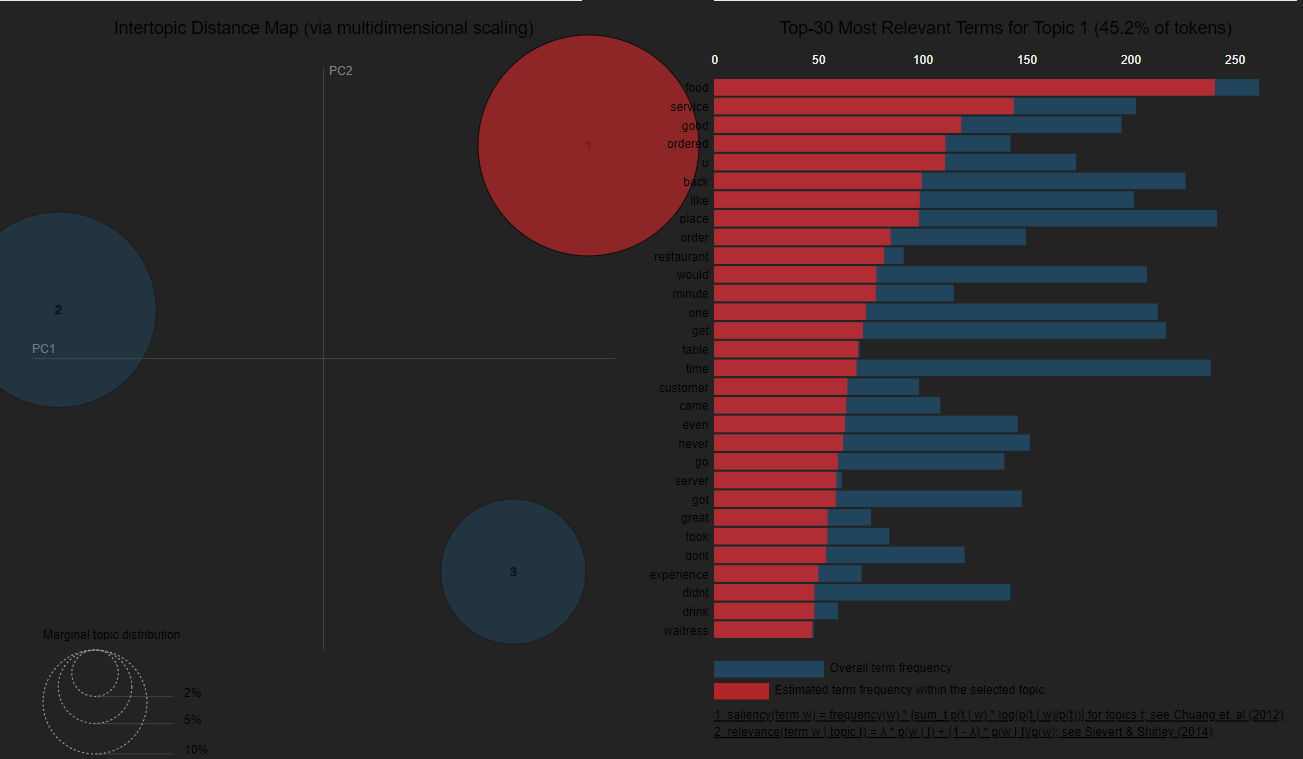 Intertopic Distance Map (via multidimensional scaling)
PC2
1
2
PC1
3
Marginal topic distribution
2%
5%
10%
Top-30 Most Relevant Terms for Topic 1 (45.2% of tokens)
0 50 100 150 200 250
food
service
good
ordered
u
back
like
place
order
restaurant
would
minute
one
get
table
time
customer
came
even
never
go
server
got
great
took
dont
experience
didnt
drink
waitress
Overall term frequency
Estimated term frequency within the selected topic
1. saliency(term w) = frequency(w) * [sum_t p(t | w) * log(p(t | w)/p(t))] for topics t; see Chuang et. al (2012)
2. relevance(term w | topic t) = λ * p(w | t) + (1 - λ) * p(w | t)/p(w); see Sievert & Shirley (2014)